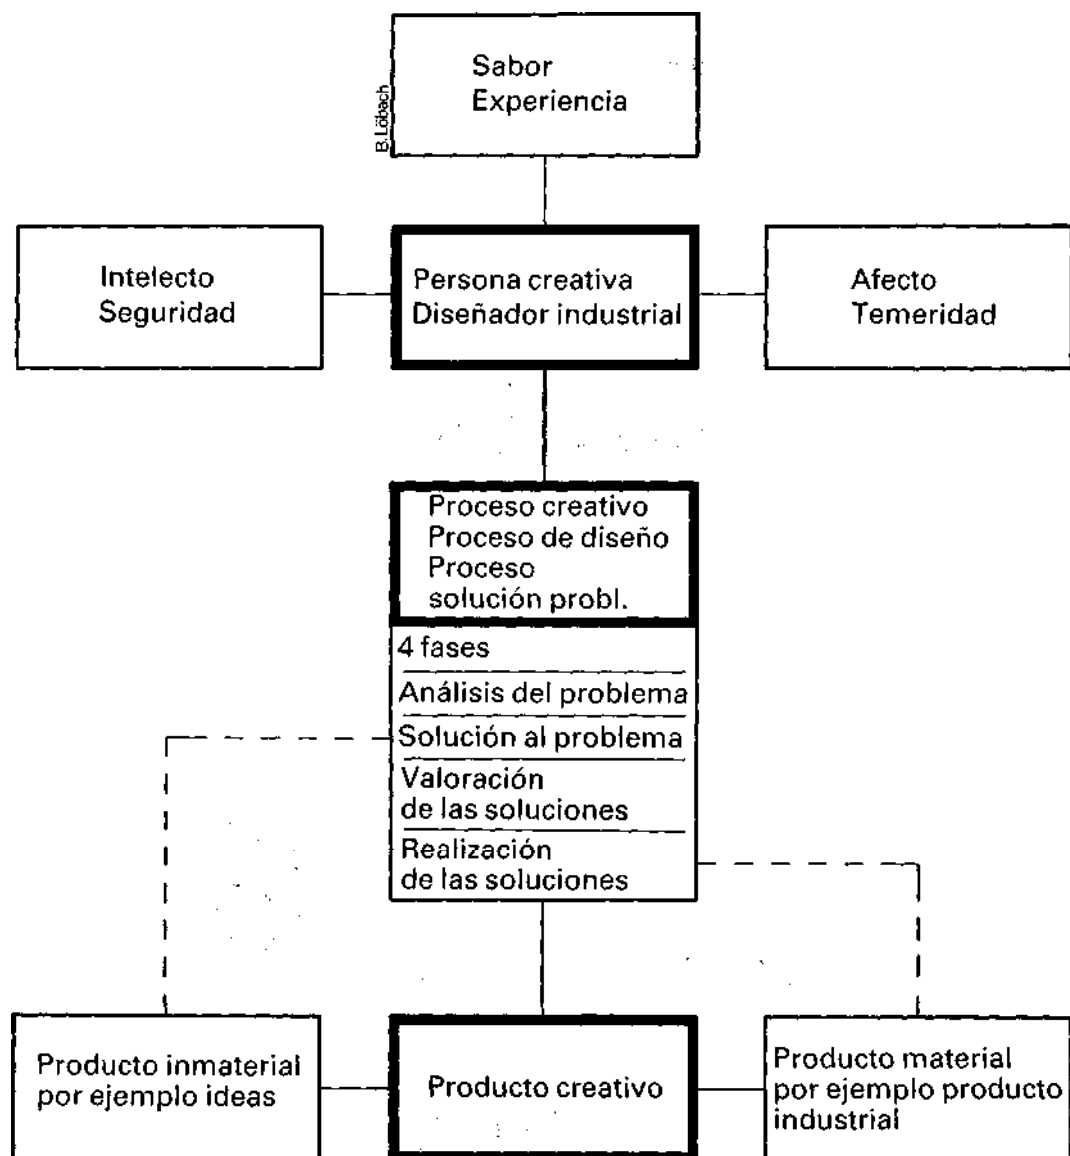 Sabor
Experiencia
B. Löbach
Intelecto
Seguridad
Persona creativa
Diseñador industrial
Afecto
Temeridad
Proceso creativo
Proceso de diseño
Proceso
solución probl.
4 fases
Análisis del problema
Solución al problema
Valoración
de las soluciones
Realización
de las soluciones
Producto inmaterial
por ejemplo ideas
Producto creativo
Producto material
por ejemplo producto
industrial